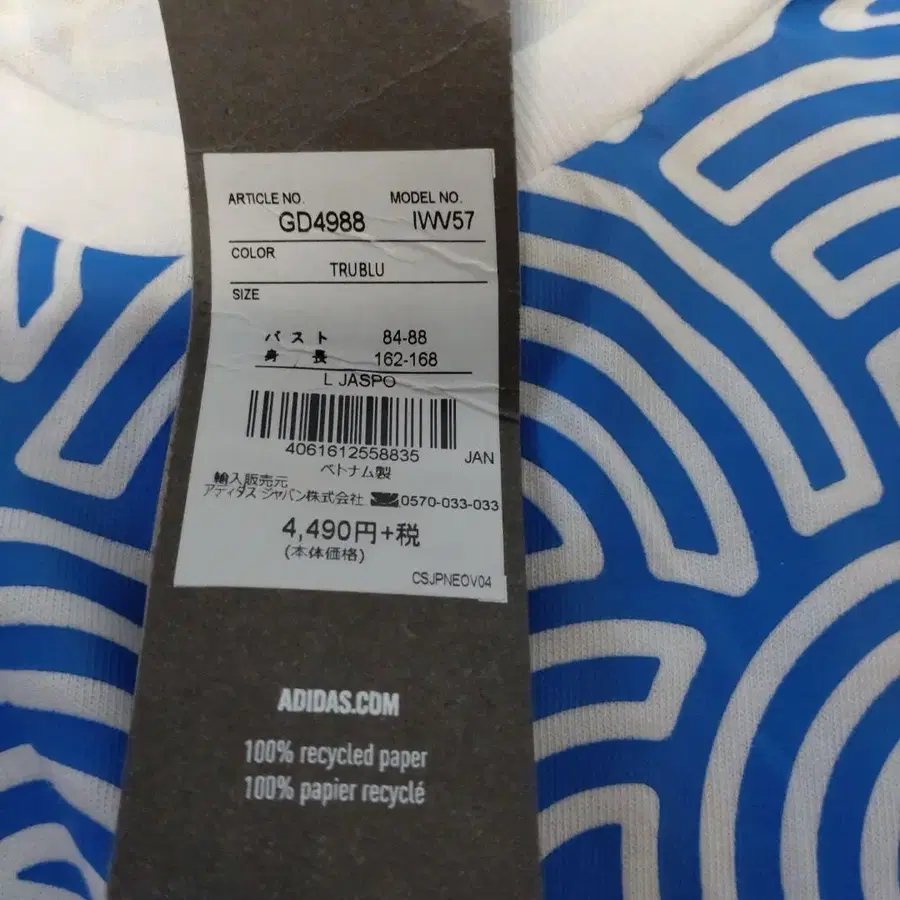 ARTICLE NO. MODEL NO.
GD4988 IWV57
COLOR
TRUBLU
SIZE
バスト 84-88
身長 162-168
L JASPO
4061612558835 JAN
ベトナム製
輸入販売元
アディダス ジャパン株式会社 0570-033-033
4,490円+税
(本体価格)
CSJPNEOV04
ADIDAS.COM
100% recycled paper
100% papier recyclé